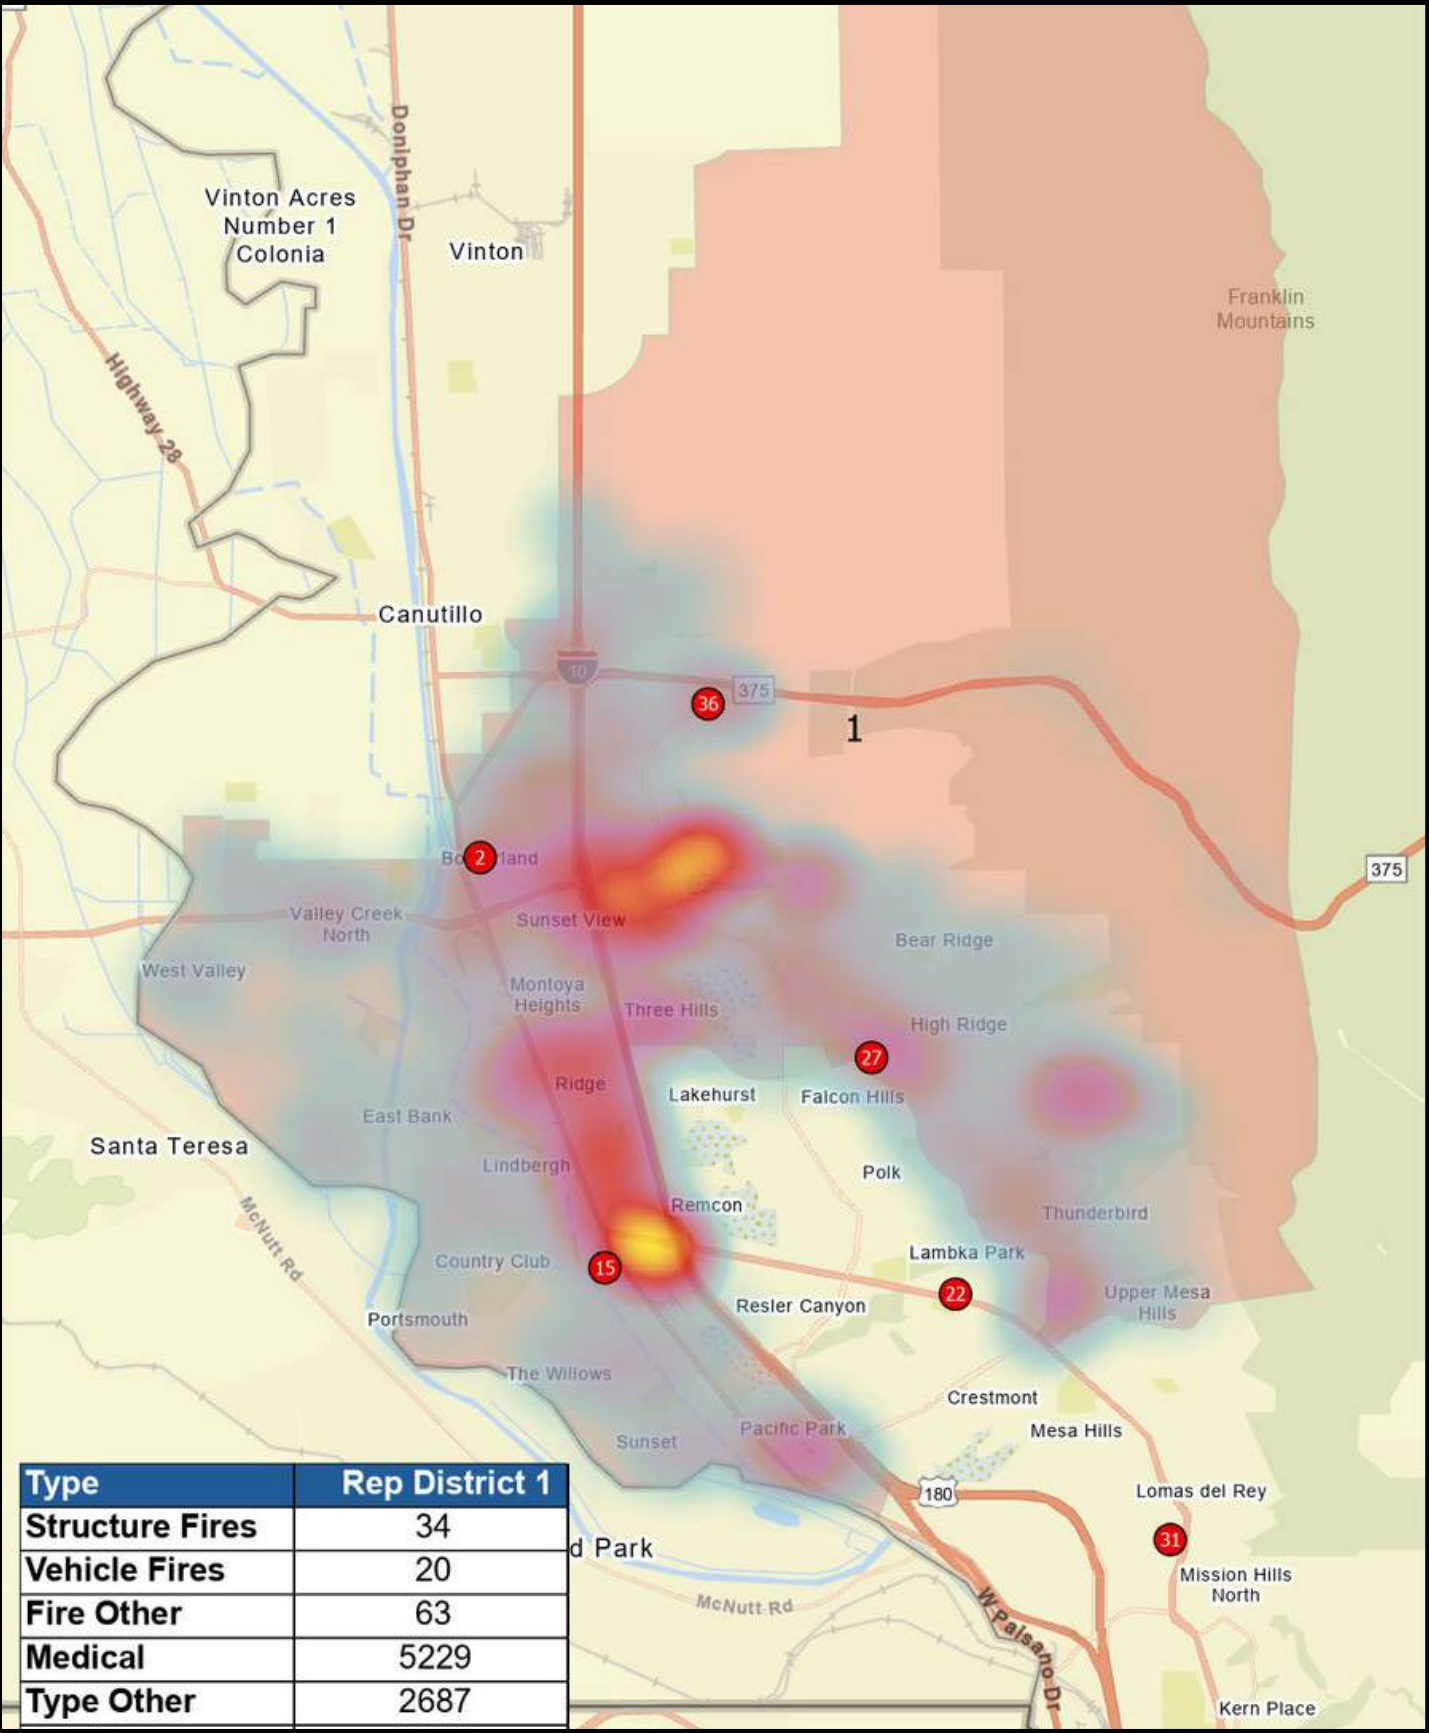 Doniphan Dr
Vinton Acres
Number 1
Colonia
Vinton
Franklin
Mountains
Highway 28
Canutillo
10
36
375
1
2
375
Valley Creek
North
Sunset View
Bear Ridge
West Valley
Montoya
Heights
Three Hills
High Ridge
27
Ridge
Lakehurst
Falcon Hills
East Bank
Santa Teresa
Lindbergh
Polk
McNutt Rd
Remcon
Thunderbird
Country Club
15
Lambka Park
22
Upper Mesa
Hills
Resler Canyon
Portsmouth
The Willows
Crestmont
Pacific Park
Mesa Hills
Sunset
180
Lomas del Rey
31
d Park
Mission Hills
North
McNutt Rd
W Paisano Dr
Kern Place
Type Rep District 1
Structure Fires 34
Vehicle Fires 20
Fire Other 63
Medical 5229
Type Other 2687